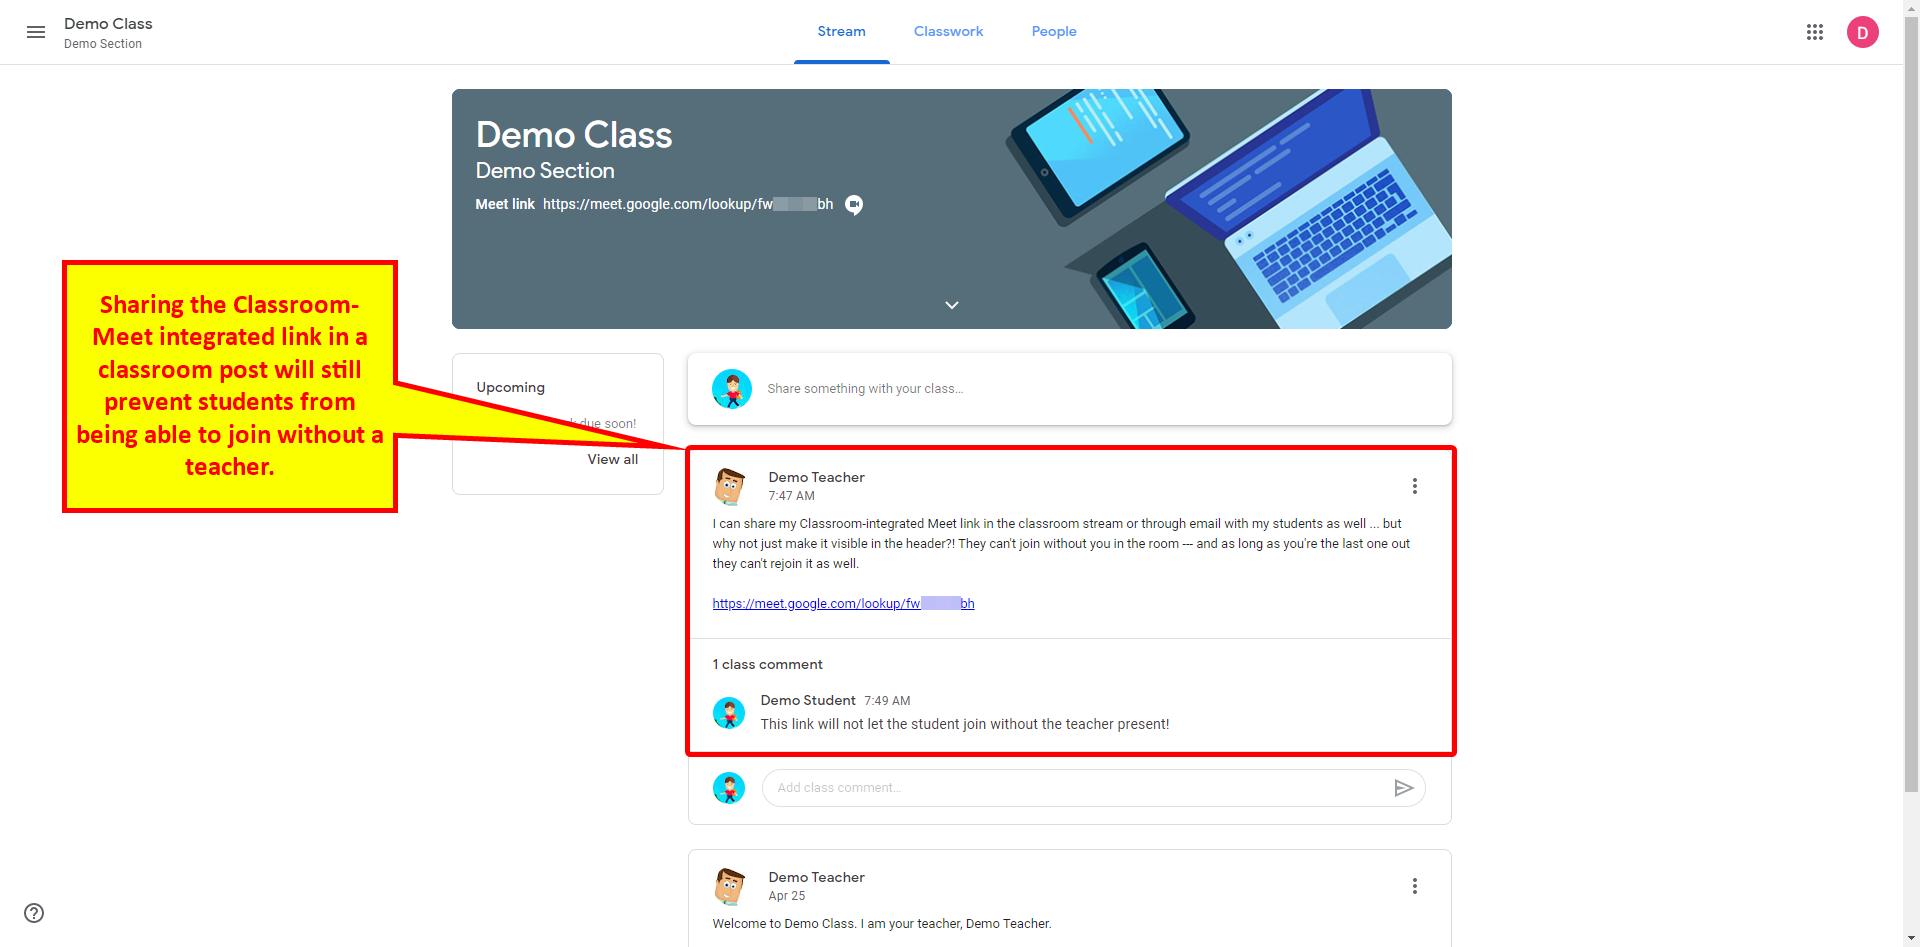 Demo Class
Demo Section
Stream
Classwork
People
D
Demo Class
Demo Section
Meet link https://meet.google.com/lookup/fw bh
Sharing the Classroom-
Meet integrated link in a
classroom post will still
prevent students from
being able to join without a
teacher.
Upcoming
due soon!
View all
Share something with your class...
Demo Teacher
7:47 AM
I can share my Classroom-integrated Meet link in the classroom stream or through email with my students as well ... but
why not just make it visible in the header?! They can't join without you in the room --- and as long as you're the last one out
they can't rejoin it as well.
https://meet.google.com/lookup/fw bh
1 class comment
Demo Student 7:49 AM
This link will not let the student join without the teacher present!
Add class comment...
Demo Teacher
Apr 25
Welcome to Demo Class. I am your teacher, Demo Teacher.